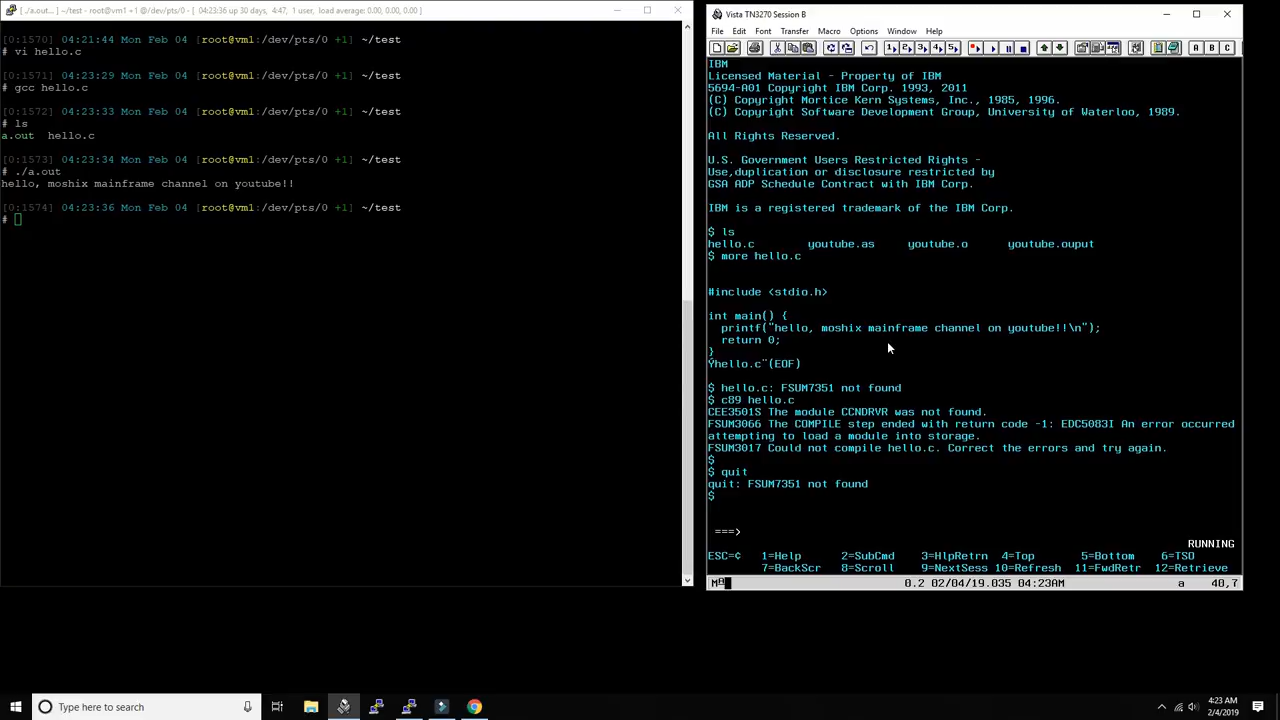 [ ./a.out... ] ~/test - root@vm1 +1 @/dev/pts/0 - [ 04:23:36 up 30 days, 4:47, 1 user, load average: 0.00, 0.00, 0.00 ]
[0:1570] 04:21:44 Mon Feb 04 [root@vm1:/dev/pts/0 +1] ~/test
# vi hello.c
[0:1571] 04:23:29 Mon Feb 04 [root@vm1:/dev/pts/0 +1] ~/test
# gcc hello.c
[0:1572] 04:23:33 Mon Feb 04 [root@vm1:/dev/pts/0 +1] ~/test
# ls
a.out  hello.c
[0:1573] 04:23:34 Mon Feb 04 [root@vm1:/dev/pts/0 +1] ~/test
# ./a.out
hello, moshix mainframe channel on youtube!!
[0:1574] 04:23:36 Mon Feb 04 [root@vm1:/dev/pts/0 +1] ~/test
#
Vista TN3270 Session B
File Edit Font Transfer Macro Options Window Help
1 2 3 4 5 A B C
IBM
Licensed Material - Property of IBM
5694-A01 Copyright IBM Corp. 1993, 2011
(C) Copyright Mortice Kern Systems, Inc., 1985, 1996.
(C) Copyright Software Development Group, University of Waterloo, 1989.
All Rights Reserved.
U.S. Government Users Restricted Rights -
Use,duplication or disclosure restricted by
GSA ADP Schedule Contract with IBM Corp.
IBM is a registered trademark of the IBM Corp.
$ ls
hello.c youtube.as youtube.o youtube.ouput
$ more hello.c
#include <stdio.h>
int main() {
printf("hello, moshix mainframe channel on youtube!!\n");
return 0;
}
Ýhello.c¨(EOF)
$ hello.c: FSUM7351 not found
$ c89 hello.c
CEE3501S The module CCNDRVR was not found.
FSUM3066 The COMPILE step ended with return code -1: EDC5083I An error occurred
attempting to load a module into storage.
FSUM3017 Could not compile hello.c. Correct the errors and try again.
$
$ quit
quit: FSUM7351 not found
$
===>
RUNNING
ESC=¢ 1=Help 2=SubCmd 3=HlpRetrn 4=Top 5=Bottom 6=TSO
7=BackScr 8=Scroll 9=NextSess 10=Refresh 11=FwdRetr 12=Retrieve
0.2 02/04/19.035 04:23AM a 40,7
Type here to search
4:23 AM
2/4/2019